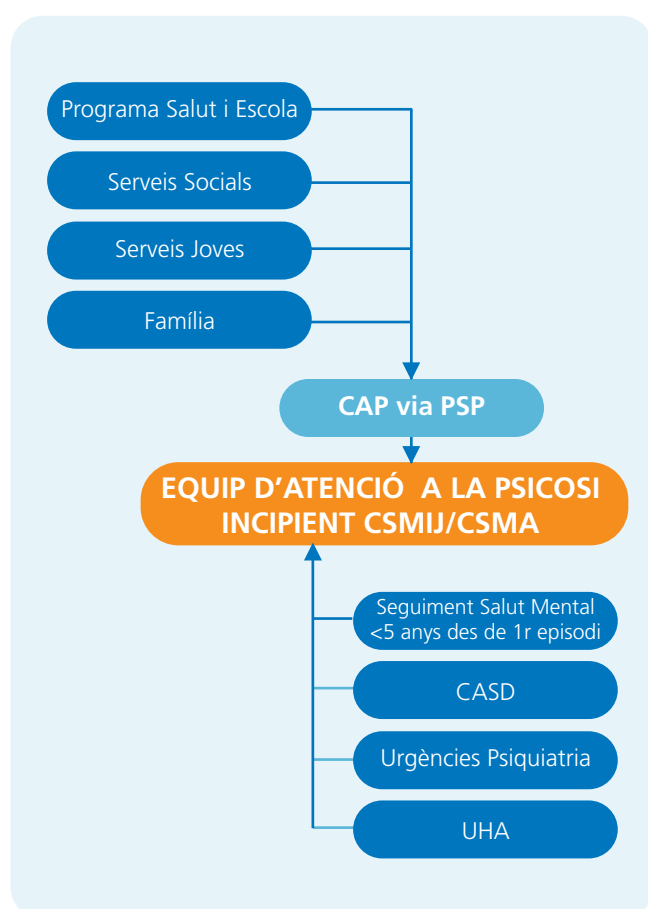 Programa Salut i Escola
Serveis Socials
Serveis Joves
Família
CAP via PSP
EQUIP D'ATENCIÓ A LA PSICOSI
INCIPIENT CSMIJ/CSMA
Seguiment Salut Mental
<5 anys des de 1r episodi
CASD
Urgències Psiquiatria
UHA